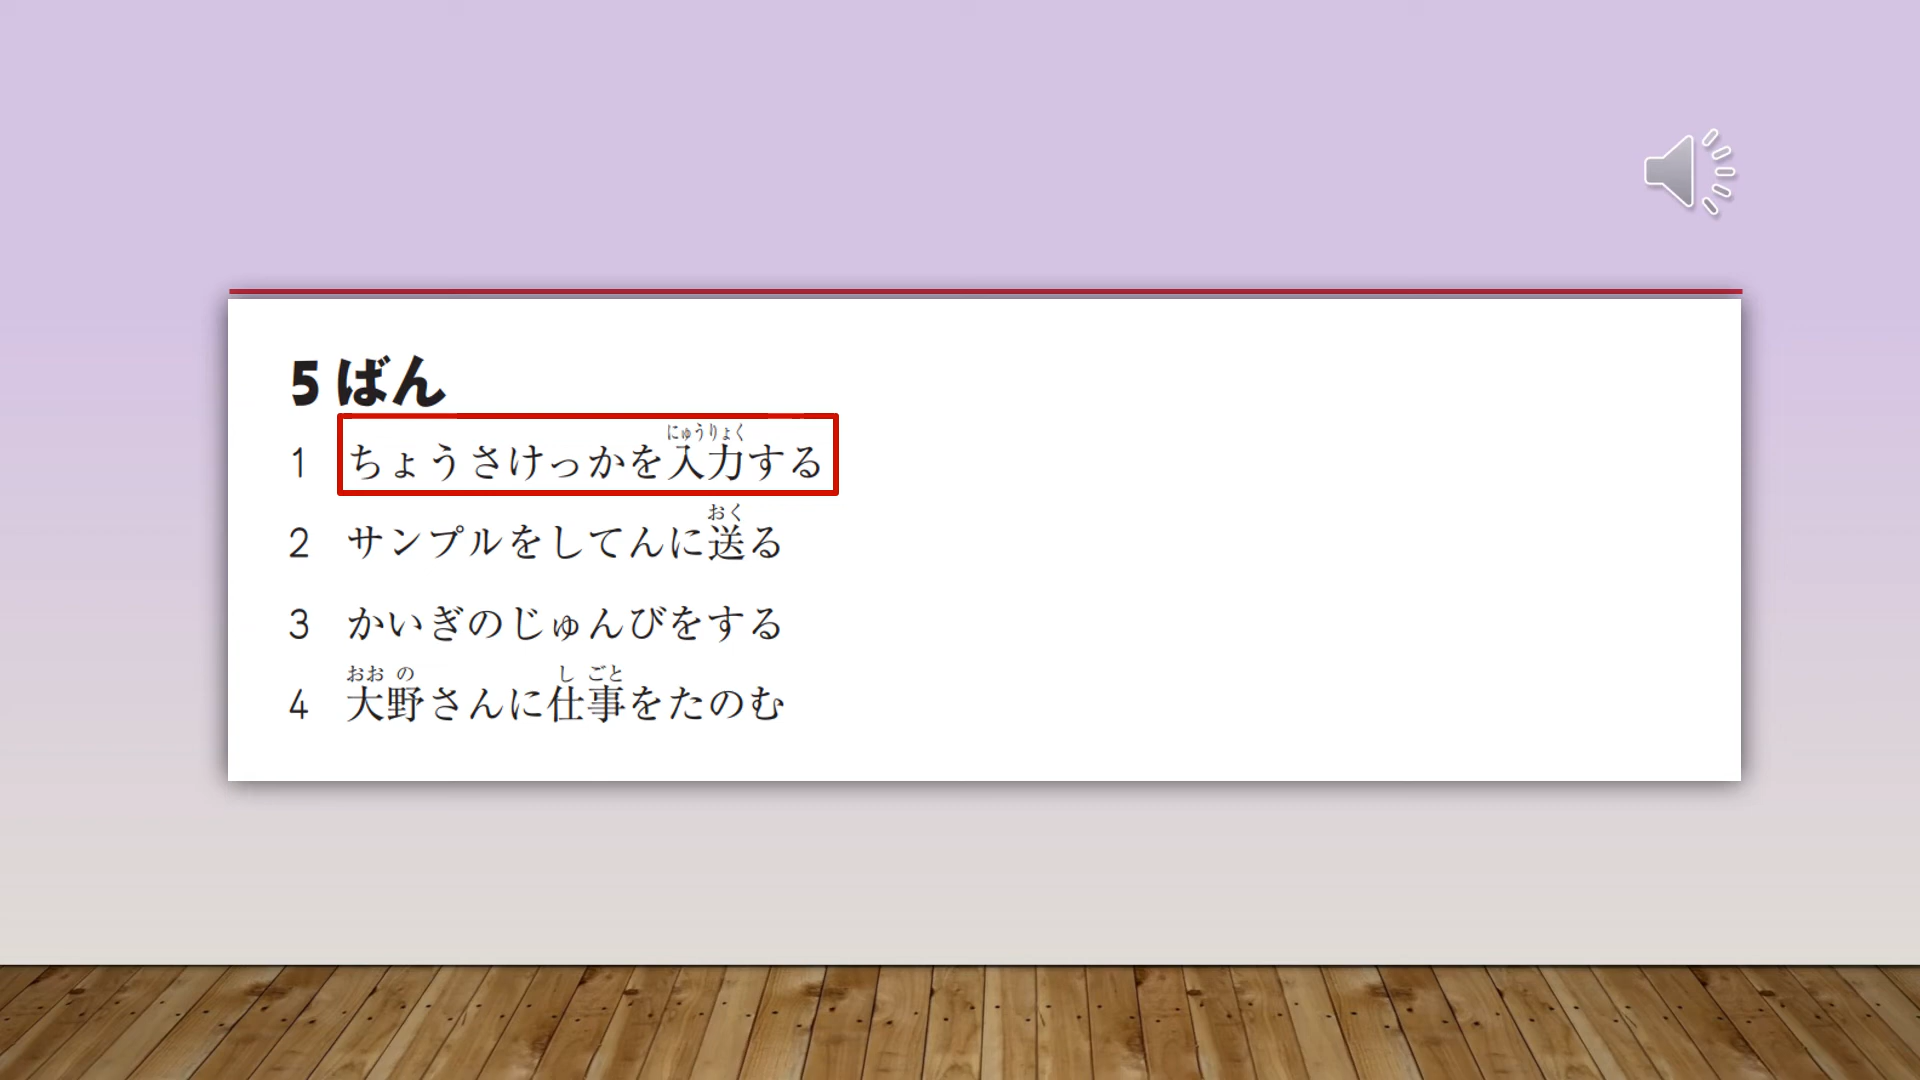 5ばん
1 ちょうさけっかを入力する
2 サンプルをしてんに送る
3 かいぎのじゅんびをする
4 大野さんに仕事をたのむ
にゅうりょく
おく
おお の
し ごと